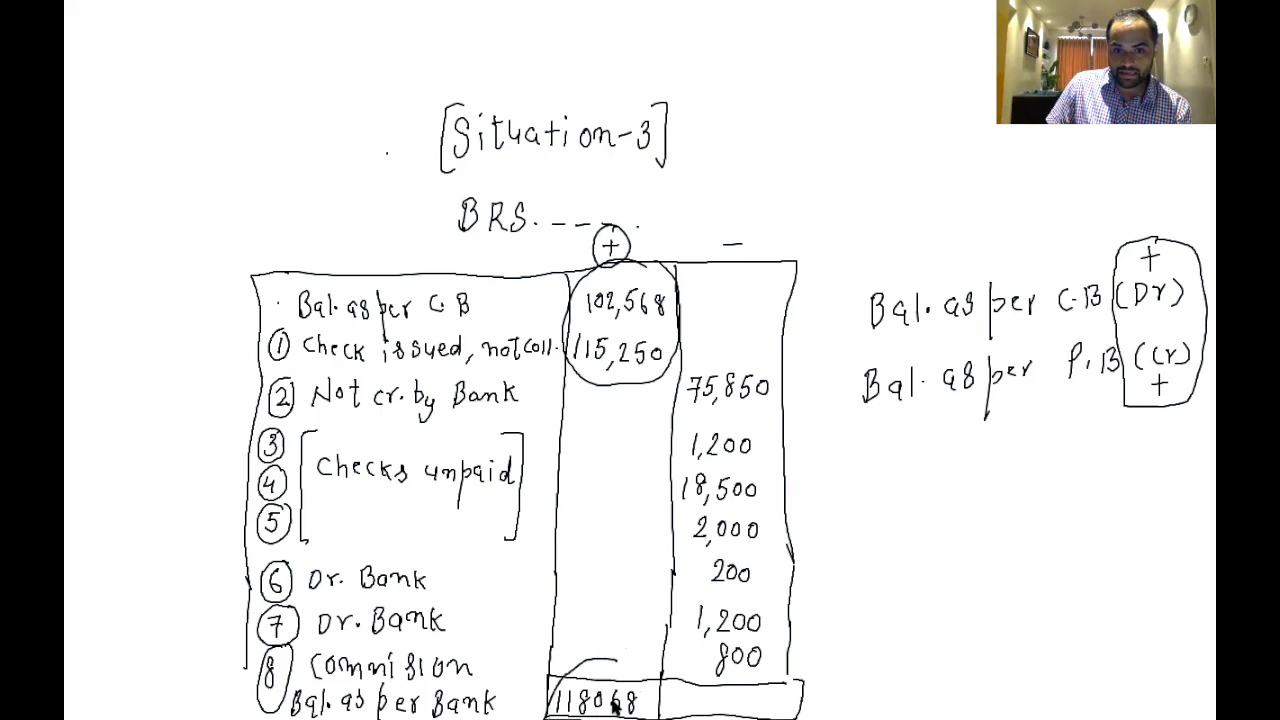 [Situation-3]
BRS. ----.
+ −
Bal. as per C.B 102,568
① Check issued, not coll. 115,250
② Not cr. by Bank 75,850
③ 1,200
④ [Checks unpaid] 18,500
⑤ 2,000
⑥ Dr. Bank 200
⑦ Dr. Bank 1,200
⑧ Commision 800
Bal. as per Bank 118068
+
Bal. as per C.B (Dr)
Bal. as per P.B (Cr)
+